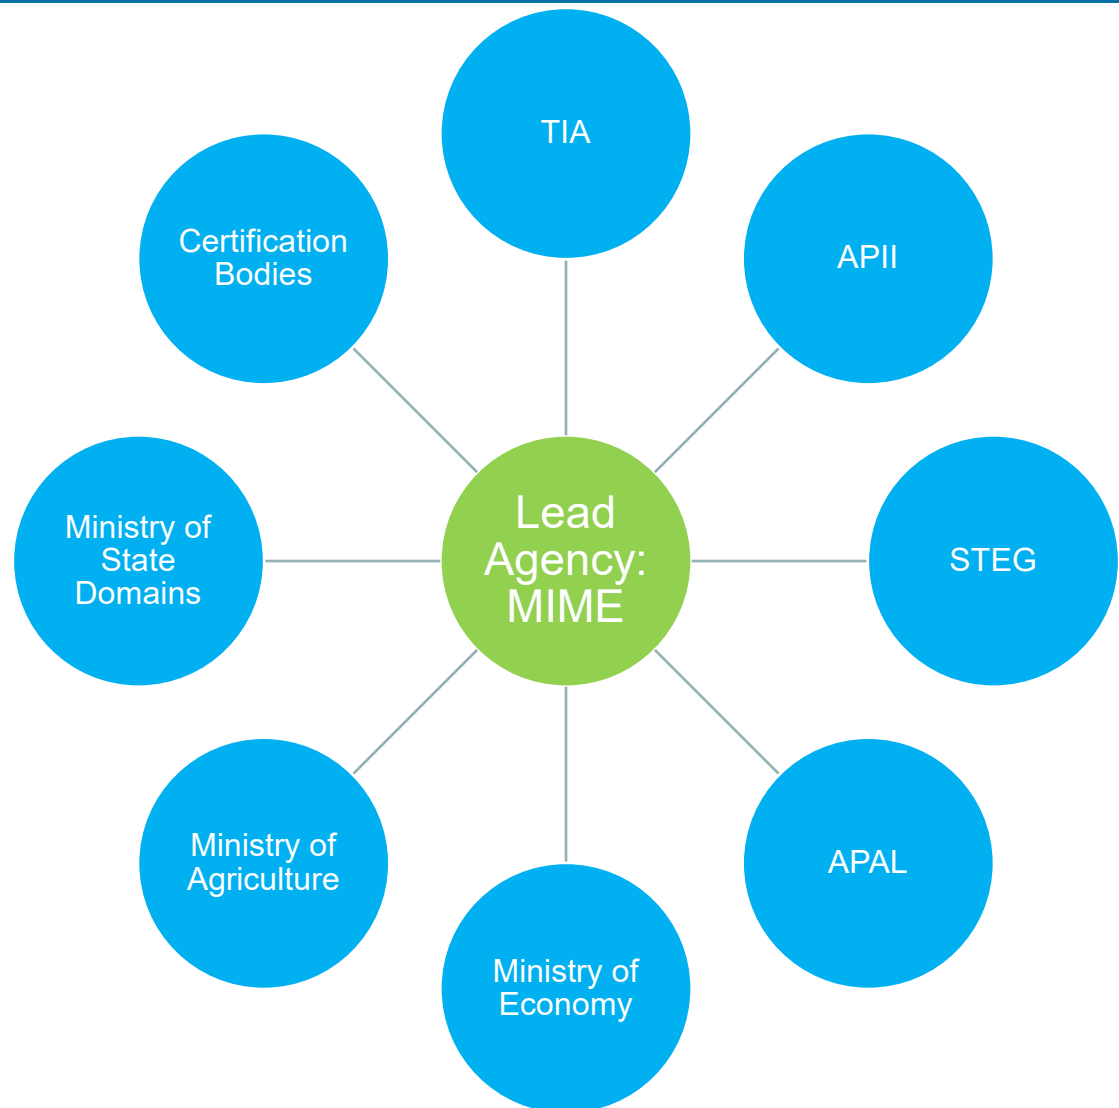 TIA
APII
STEG
APAL
Ministry of
Economy
Ministry of
Agriculture
Ministry of
State
Domains
Certification
Bodies
Lead
Agency:
MIME